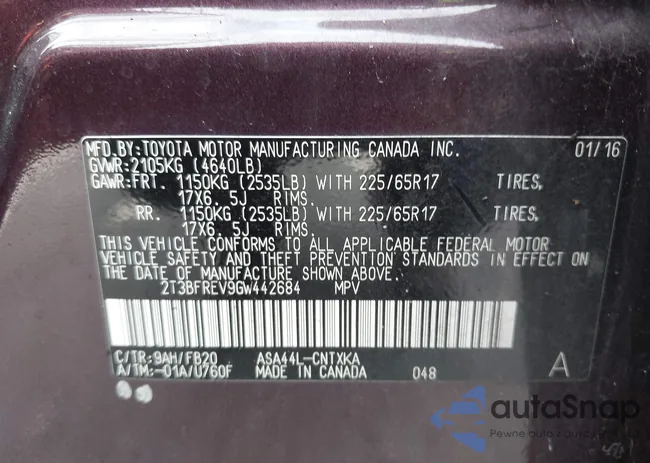 MFD.BY:TOYOTA MOTOR MANUFACTURING CANADA INC. 01/16
GVWR:2105KG (4640LB)
GAWR:FRT. 1150KG (2535LB) WITH 225/65R17 TIRES,
17X6. 5J RIMS.
RR. 1150KG (2535LB) WITH 225/65R17 TIRES,
17X6. 5J RIMS.
THIS VEHICLE CONFORMS TO ALL APPLICABLE FEDERAL MOTOR
VEHICLE SAFETY AND THEFT PREVENTION STANDARDS IN EFFECT ON
THE DATE OF MANUFACTURE SHOWN ABOVE.
2T3BFREV9GW442684 MPV
C/TR:9AH/FB20 ASA44L-CNTXKA
A/TM:-01A/U760F MADE IN CANADA 048 A
autaSnap
Pewne auto z